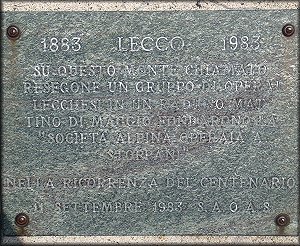 1883 LECCO 1983
SU QUESTO MONTE CHIAMATO
RESEGONE UN GRUPPO DI OPERAI
LECCHESI IN UN RADIOSO MAT
TINO DI MAGGIO FONDARONO LA
"SOCIETÀ ALPINA OPERAIA A.
STOPPANI"
NELLA RICORRENZA DEL CENTENARIO
11 SETTEMBRE 1983 S.A.O.A.S